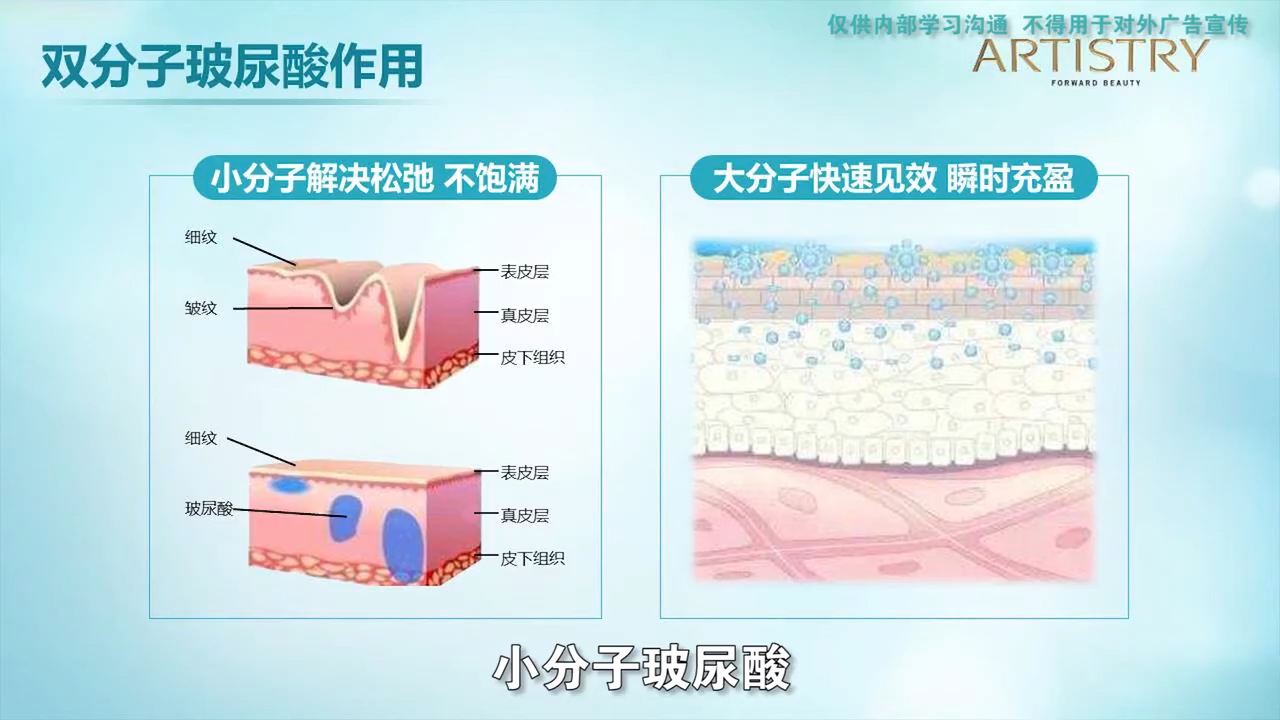 仅供内部学习沟通 不得用于对外广告宣传
双分子玻尿酸作用
ARTISTRY
FORWARD BEAUTY
小分子解决松弛 不饱满
细纹
皱纹
表皮层
真皮层
皮下组织
细纹
玻尿酸
表皮层
真皮层
皮下组织
大分子快速见效 瞬时充盈
小分子玻尿酸